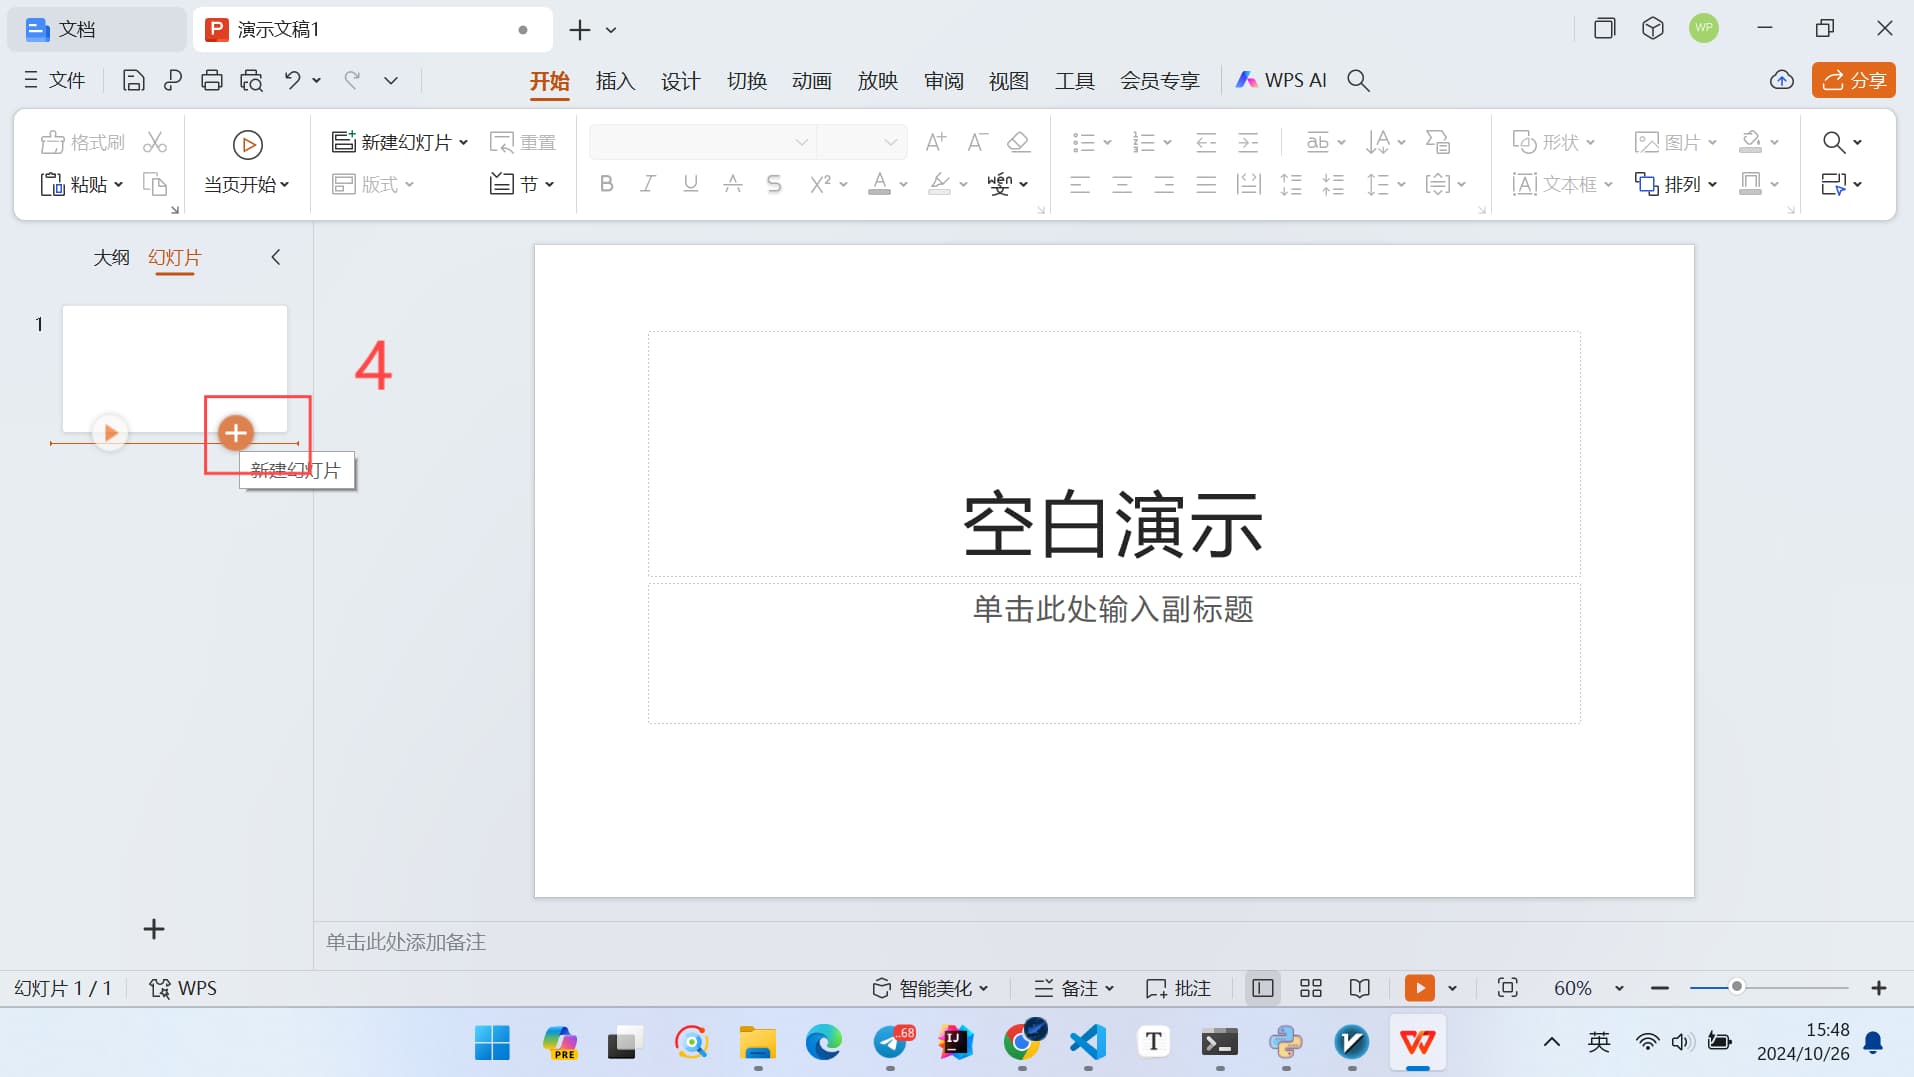 文档
演示文稿1
WP
文件
开始 插入 设计 切换 动画 放映 审阅 视图 工具 会员专享 WPS AI
分享
格式刷
粘贴
当页开始
新建幻灯片
重置
版式
节
形状
图片
文本框
排列
大纲 幻灯片
1
4
新建幻灯片
空白演示
单击此处输入副标题
单击此处添加备注
幻灯片 1 / 1 WPS
智能美化 备注 批注 60%
PRE
..68
IJ
T
英
15:48
2024/10/26